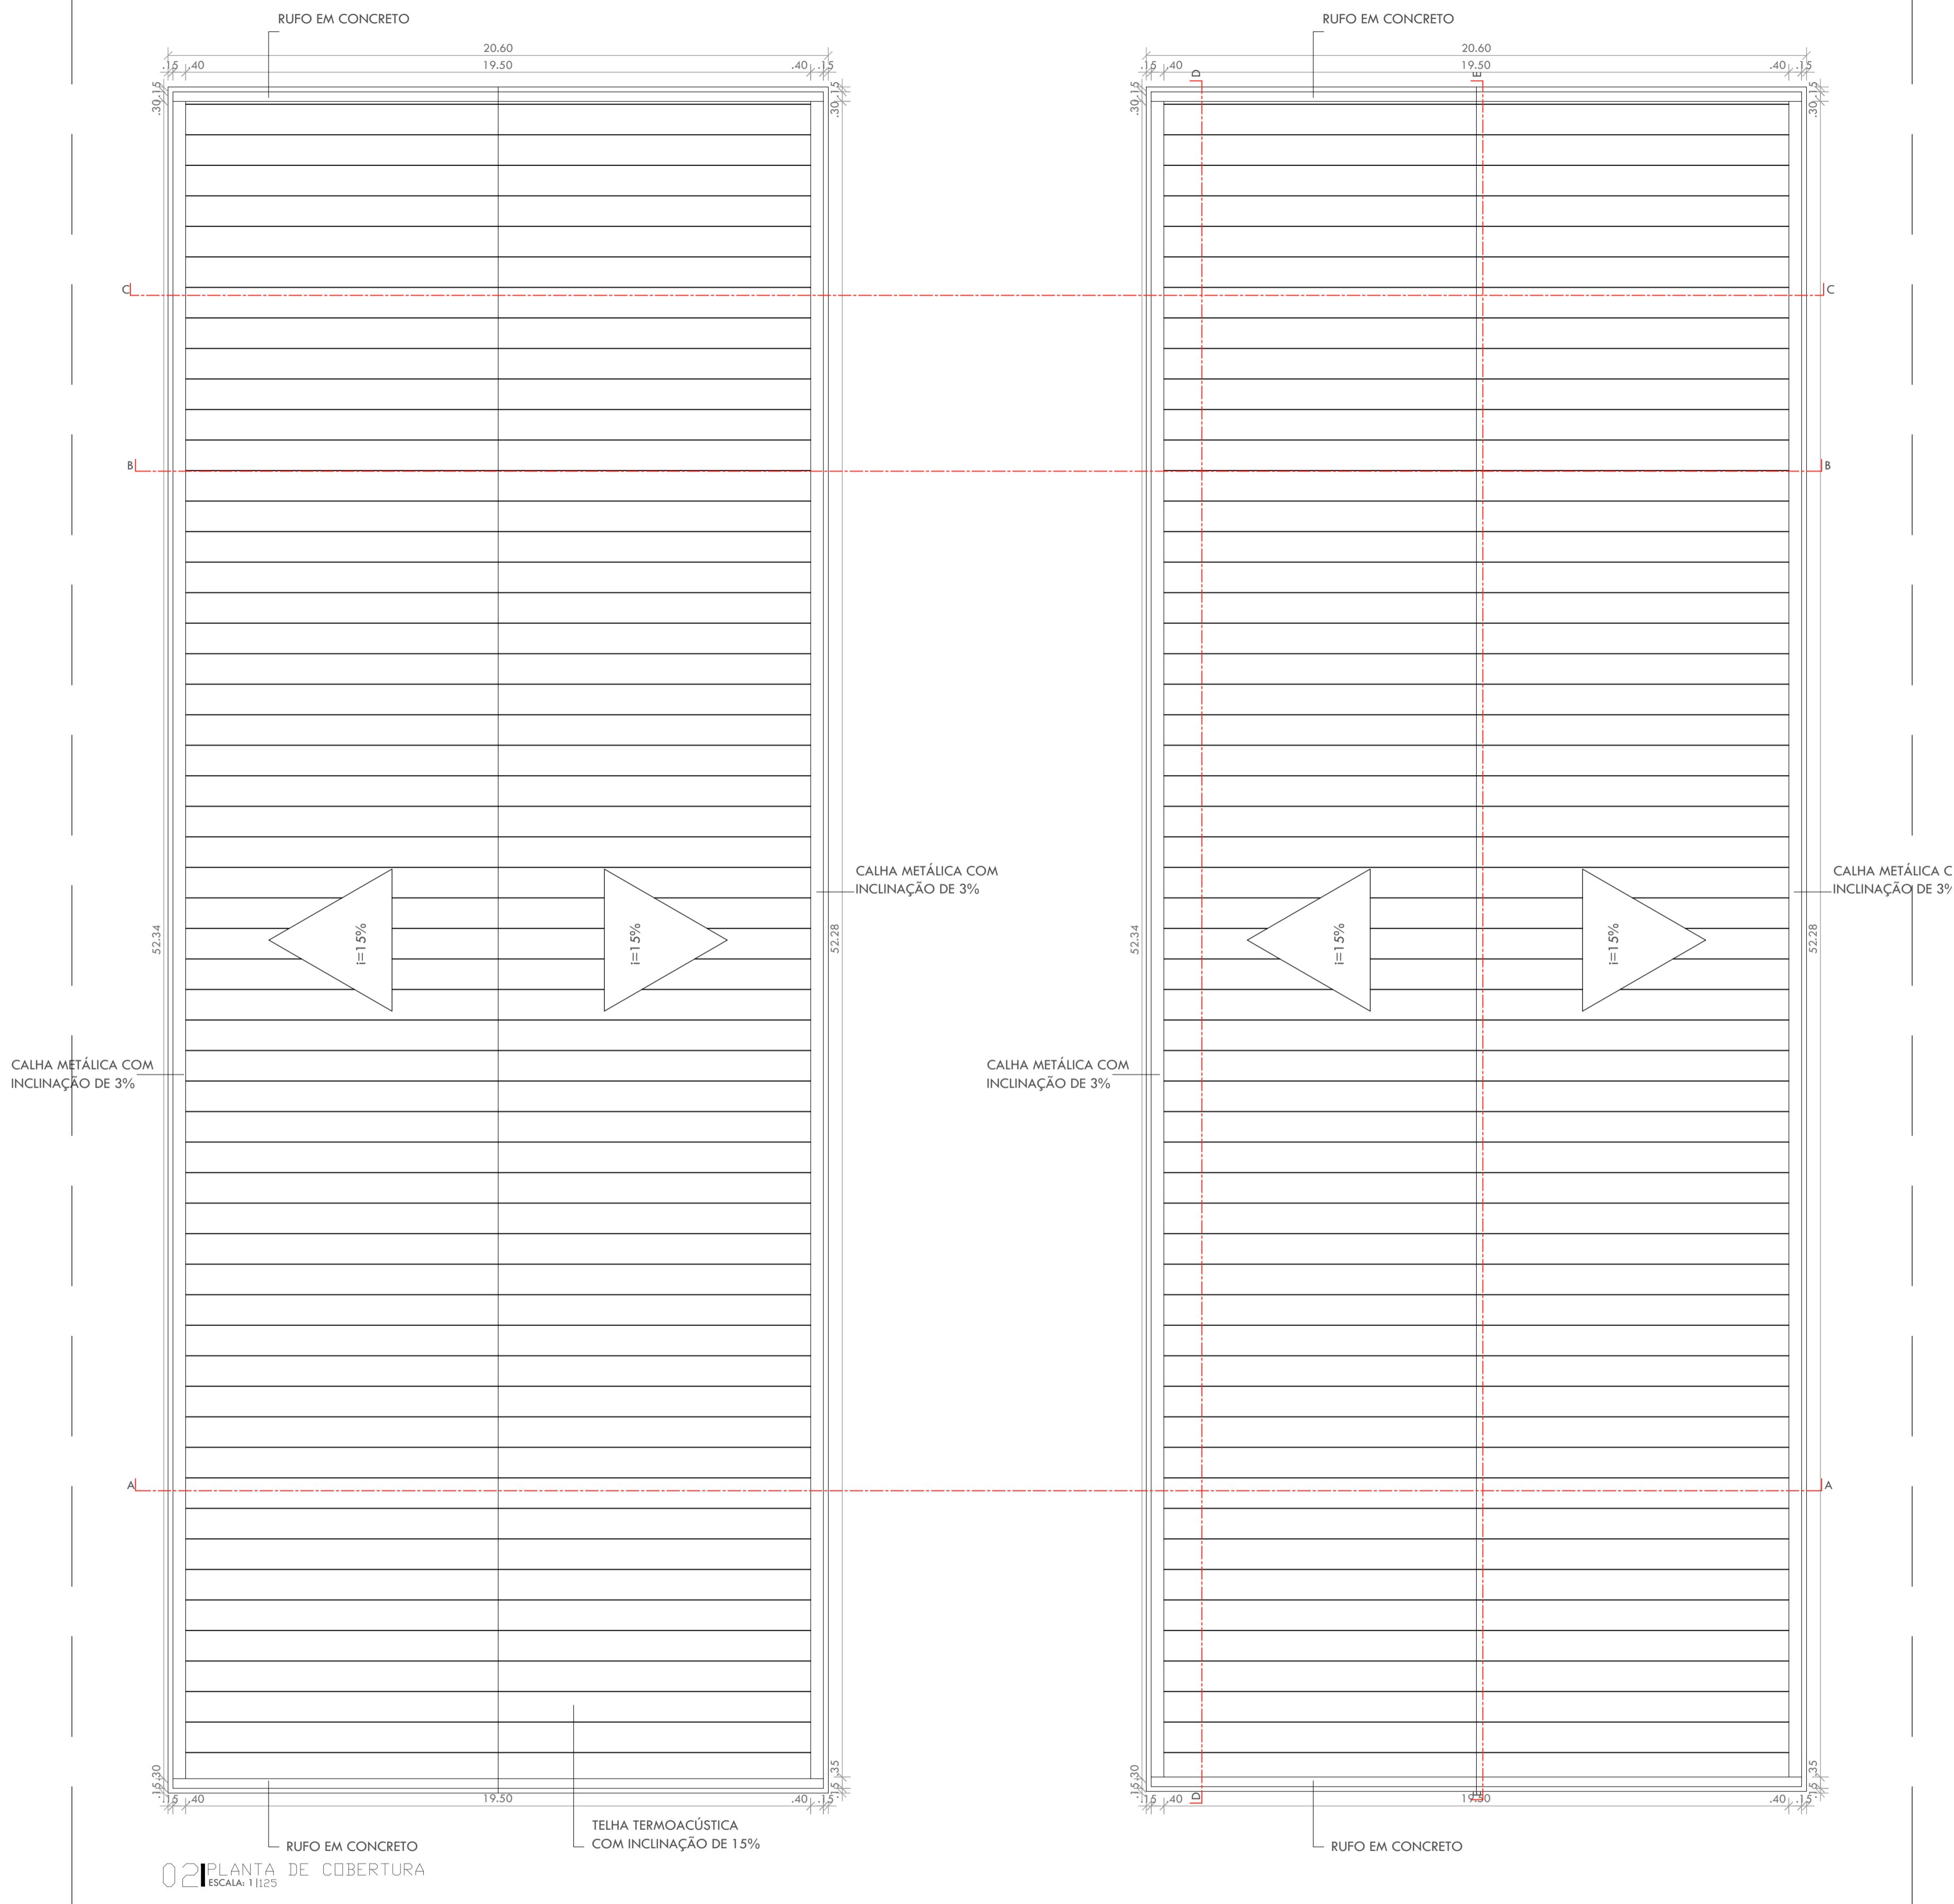 RUFO EM CONCRETO
RUFO EM CONCRETO
20.60
20.60
.15
.40
19.50
.40
.15
.15
.40
19.50
.40
.15
D
E
.15
.30
.15
.30
.15
.30
.15
.30
C
C
B
B
CALHA METÁLICA COM
INCLINAÇÃO DE 3%
CALHA METÁLICA C
INCLINAÇÃO DE 3%
i=15%
i=15%
i=15%
i=15%
52.34
52.28
52.34
52.28
CALHA METÁLICA COM
INCLINAÇÃO DE 3%
CALHA METÁLICA COM
INCLINAÇÃO DE 3%
A
A
.30
.15
.35
.15
.30
.15
.35
.15
.15
.40
19.50
.40
.15
.15
.40
D
19.50
E
.40
.15
TELHA TERMOACÚSTICA
COM INCLINAÇÃO DE 15%
RUFO EM CONCRETO
RUFO EM CONCRETO
02 PLANTA DE COBERTURA
ESCALA: 1|125